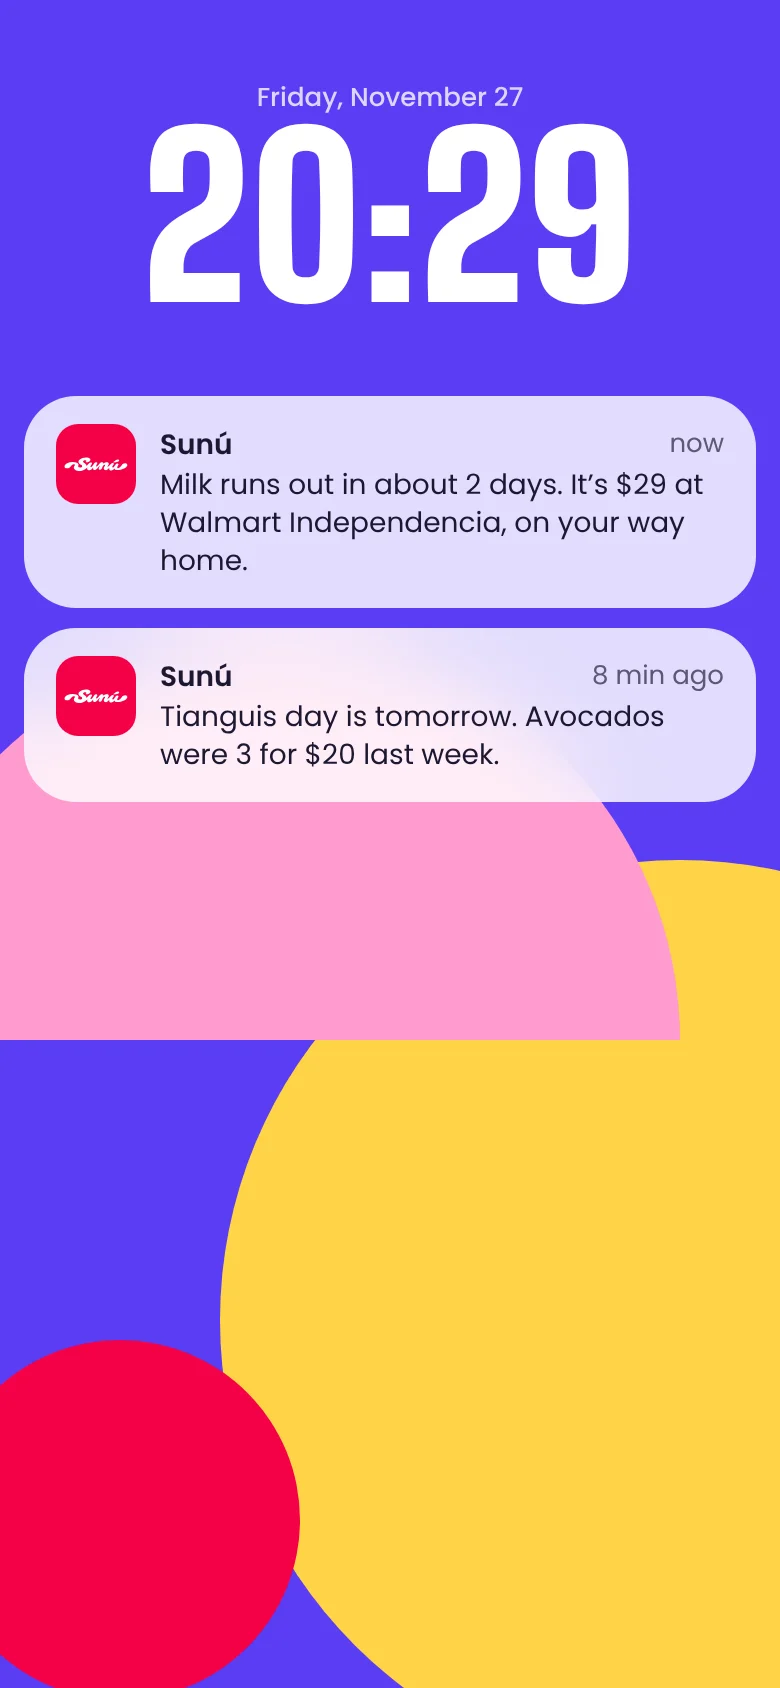 Friday, November 27
20:29
Sunú
Sunú
now
Milk runs out in about 2 days. It’s $29 at
Walmart Independencia, on your way
home.
Sunú
Sunú
8 min ago
Tianguis day is tomorrow. Avocados
were 3 for $20 last week.